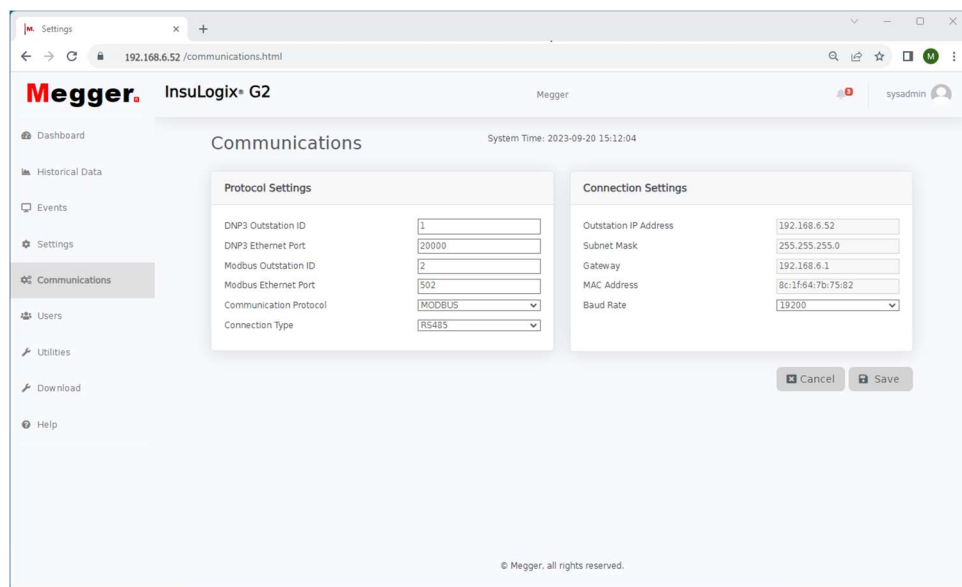 M. Settings
192.168.6.52 /communications.html
M
Megger.
InsuLogix® G2
Megger
3
sysadmin
Dashboard
Historical Data
Events
Settings
Communications
Users
Utilities
Download
Help
Communications
System Time: 2023-09-20 15:12:04
Protocol Settings
DNP3 Outstation ID 1
DNP3 Ethernet Port 20000
Modbus Outstation ID 2
Modbus Ethernet Port 502
Communication Protocol MODBUS
Connection Type RS485
Connection Settings
Outstation IP Address 192.168.6.52
Subnet Mask 255.255.255.0
Gateway 192.168.6.1
MAC Address 8c:1f:64:7b:75:82
Baud Rate 19200
Cancel
Save
© Megger, all rights reserved.